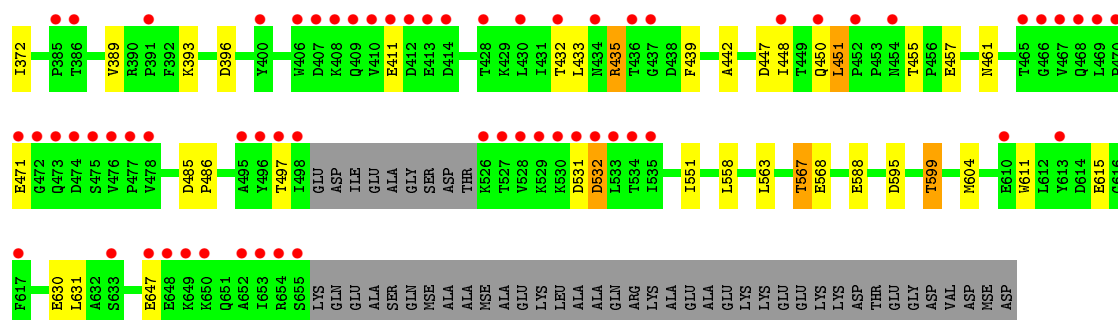 I372 P385 T386 V389 R390 P391 F392 K393 D396 Y400 W406 D407 K408 Q409 V410 E411 D412 E413 D414 T428 K429 L430 I431 T432 L433 N434 R435 T436 G437 D438 F439 A442 D447 I448 T449 Q450 L451 P452 P453 N454 T455 P456 E457 N461 T465 G466 V467 Q468 L469 P470
E471 G472 Q473 D474 S475 V476 P477 V478 D485 P486 A495 Y496 T497 I498 GLU ASP ILE GLU ALA GLY SER ASP THR K526 T527 V528 K529 K530 D531 D532 L533 T534 I535 I551 L558 L563 T567 E568 E588 D595 T599 M604 E610 W611 L612 Y613 D614 E615 G616
F617 E630 L631 A632 S633 E647 E648 K649 K650 Q651 A652 I653 R654 S655 LYS GLN GLU ALA SER GLN MSE ALA ALA ALA MSE ALA GLU LYS LEU ALA ALA GLN ARG LYS ALA GLU ALA GLU LYS LYS GLU GLU LYS LYS ASP THR GLU GLY ASP VAL ASP MSE ASP